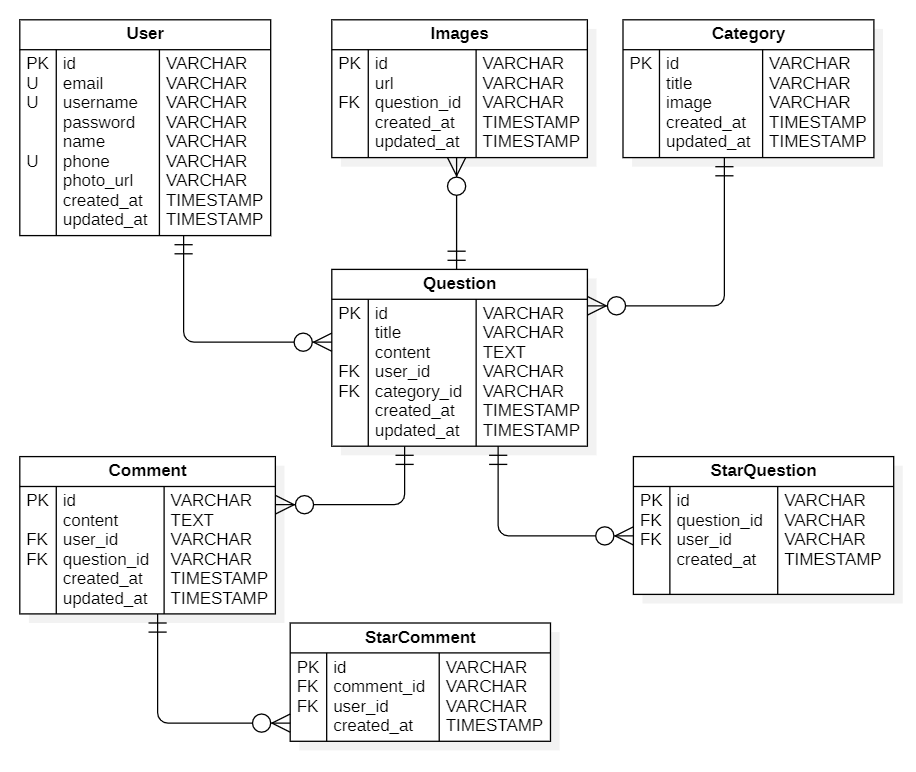 User
PK id VARCHAR
U email VARCHAR
U username VARCHAR
password VARCHAR
name VARCHAR
U phone VARCHAR
photo_url VARCHAR
created_at TIMESTAMP
updated_at TIMESTAMP
Images
PK id VARCHAR
url VARCHAR
FK question_id VARCHAR
created_at TIMESTAMP
updated_at TIMESTAMP
Category
PK id VARCHAR
title VARCHAR
image VARCHAR
created_at TIMESTAMP
updated_at TIMESTAMP
Question
PK id VARCHAR
title VARCHAR
content TEXT
FK user_id VARCHAR
FK category_id VARCHAR
created_at TIMESTAMP
updated_at TIMESTAMP
Comment
PK id VARCHAR
content TEXT
FK user_id VARCHAR
FK question_id VARCHAR
created_at TIMESTAMP
updated_at TIMESTAMP
StarQuestion
PK id VARCHAR
FK question_id VARCHAR
FK user_id VARCHAR
created_at TIMESTAMP
StarComment
PK id VARCHAR
FK comment_id VARCHAR
FK user_id VARCHAR
created_at TIMESTAMP